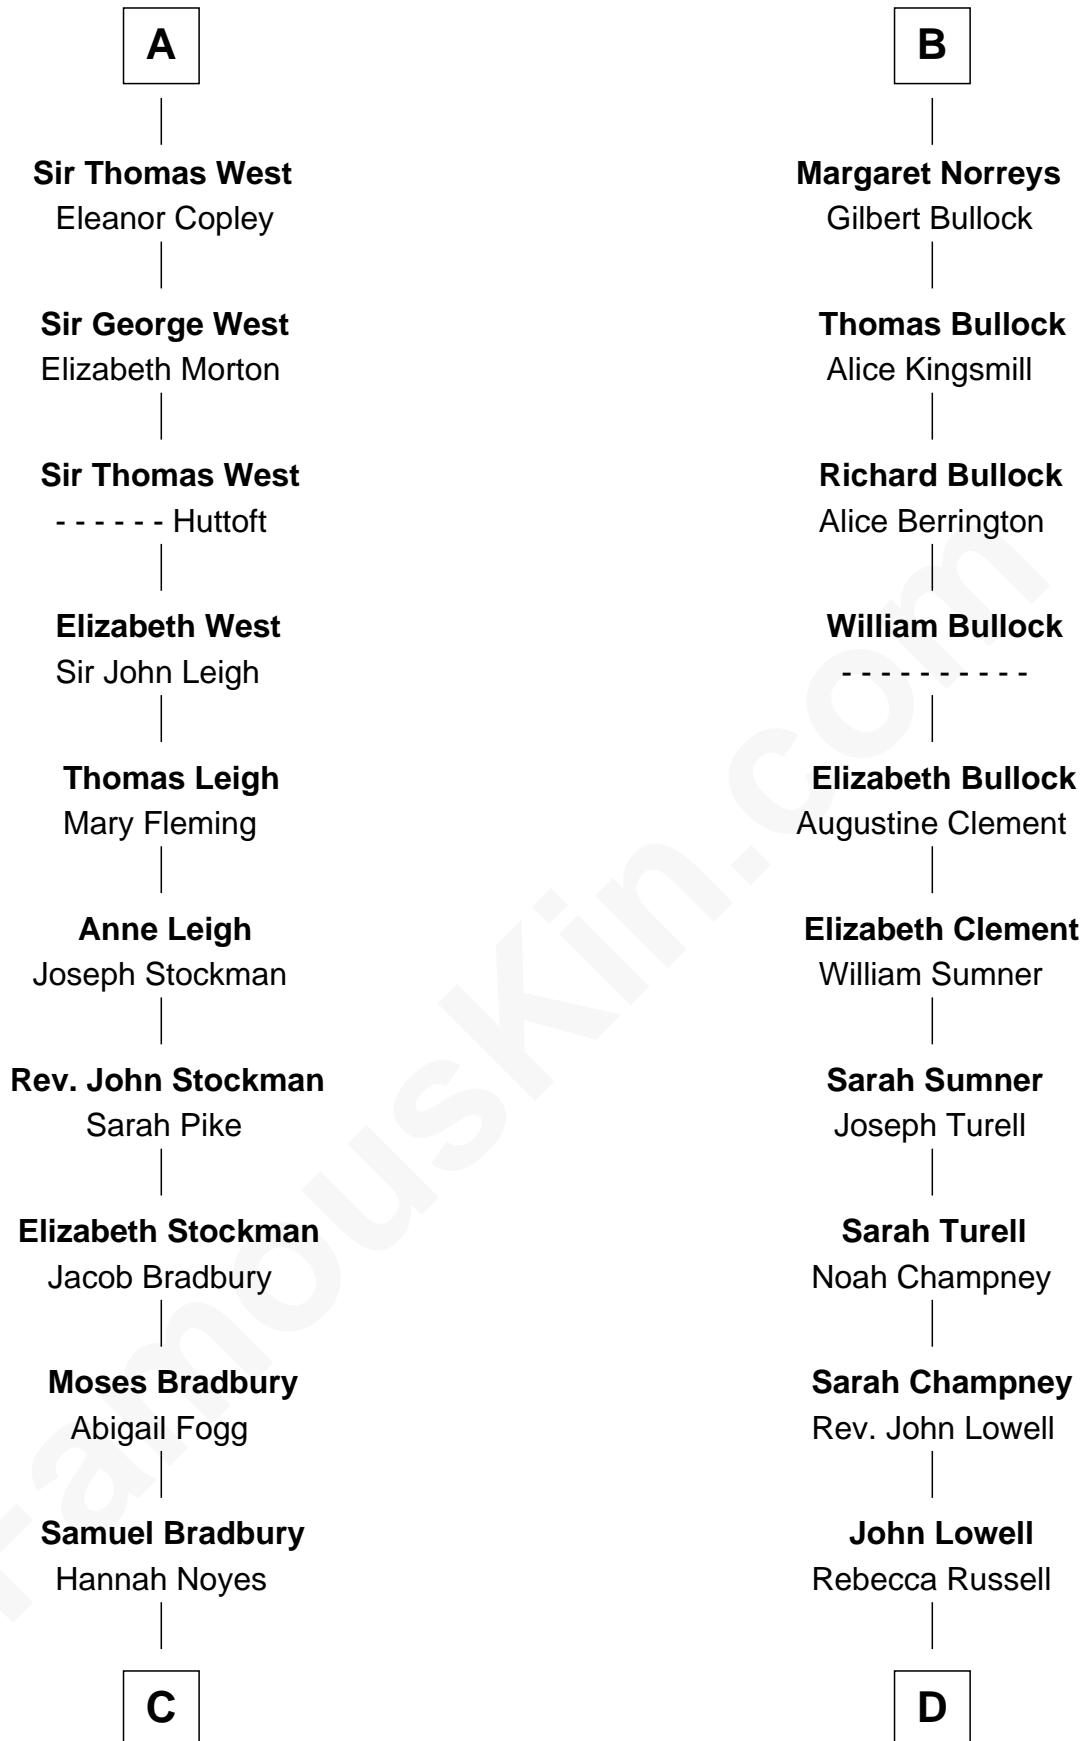 A
Sir Thomas West
Eleanor Copley
Sir George West
Elizabeth Morton
Sir Thomas West
- - - - - - Huttoft
Elizabeth West
Sir John Leigh
Thomas Leigh
Mary Fleming
Anne Leigh
Joseph Stockman
Rev. John Stockman
Sarah Pike
Elizabeth Stockman
Jacob Bradbury
Moses Bradbury
Abigail Fogg
Samuel Bradbury
Hannah Noyes
C
B
Margaret Norreys
Gilbert Bullock
Thomas Bullock
Alice Kingsmill
Richard Bullock
Alice Berrington
William Bullock
- - - - - - - - - -
Elizabeth Bullock
Augustine Clement
Elizabeth Clement
William Sumner
Sarah Sumner
Joseph Turell
Sarah Turell
Noah Champney
Sarah Champney
Rev. John Lowell
John Lowell
Rebecca Russell
D
FamousKin.com